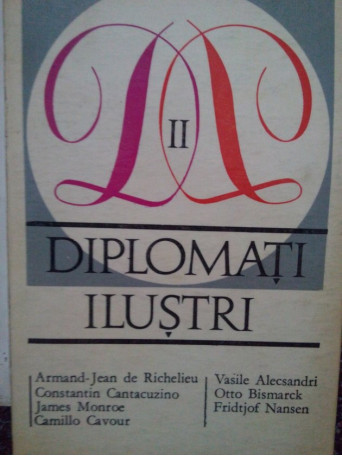 II
DIPLOMAȚI
ILUȘTRI
Armand-Jean de Richelieu
Constantin Cantacuzino
James Monroe
Camillo Cavour
Vasile Alecsandri
Otto Bismarck
Fridtjof Nansen